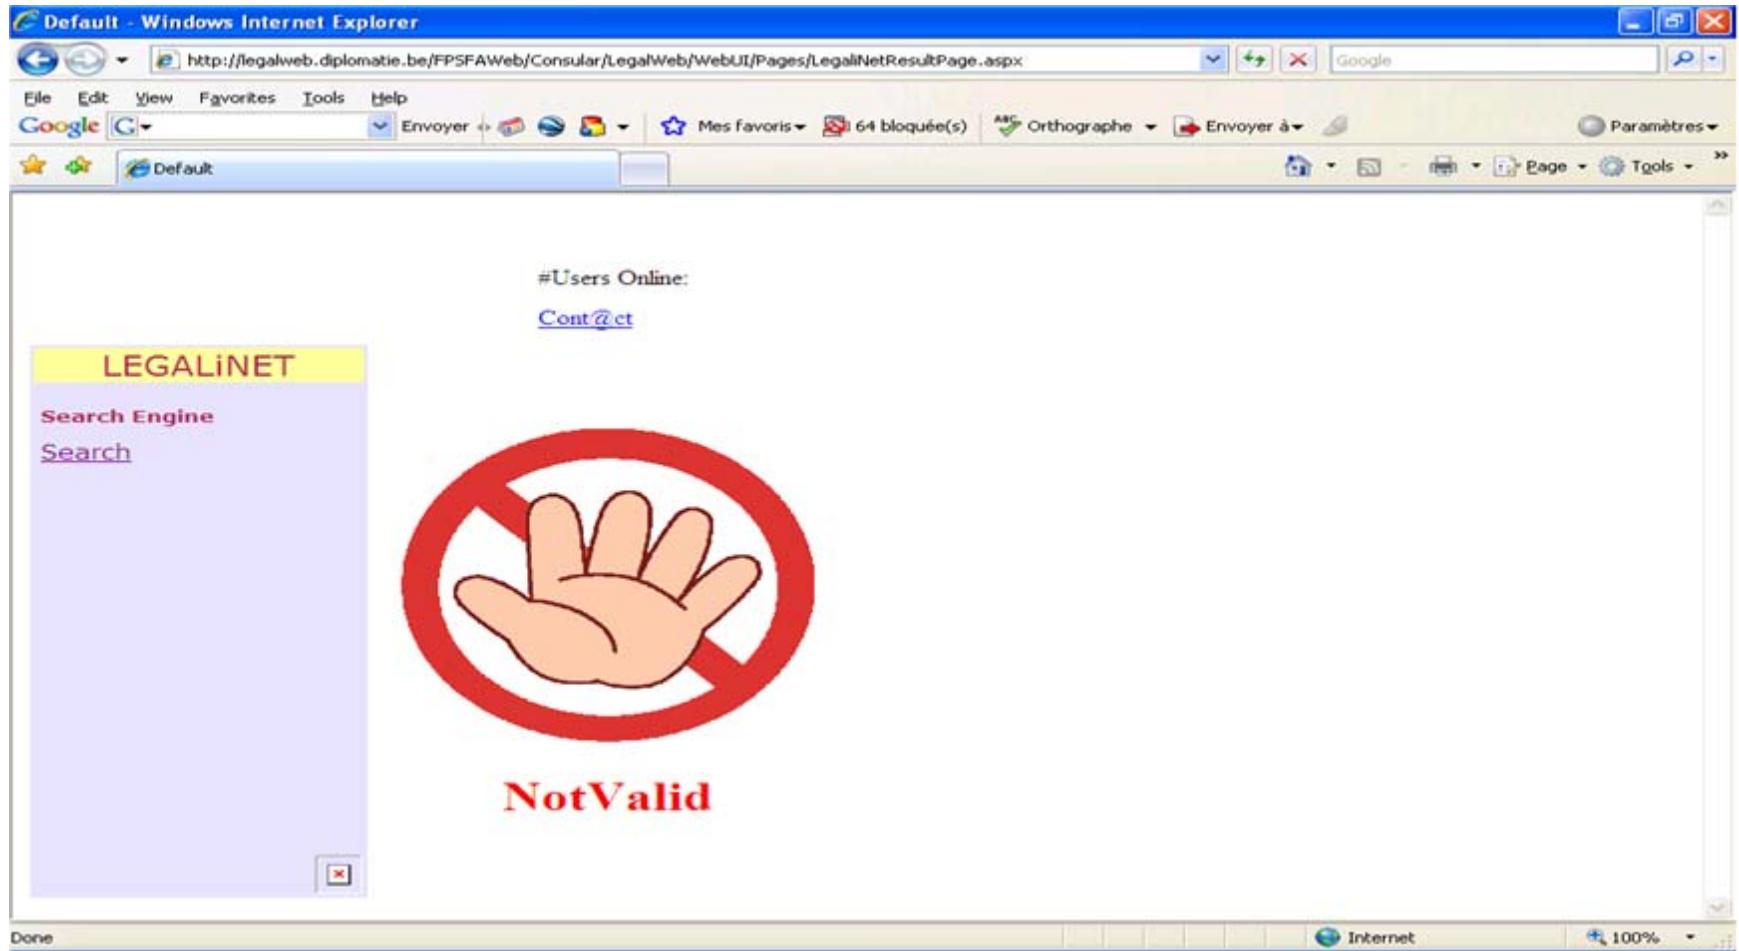 Default - Windows Internet Explorer
http://legalweb.diplomatie.be/FPSFAWeb/Consular/LegalWeb/WebUI/Pages/LegaliNetResultPage.aspx Google
File Edit View Favorites Tools Help
Google G Envoyer Mes favoris 64 bloquée(s) ABC Orthographe Envoyer à Paramètres
Default Page Tools »
#Users Online:
Cont@ct
LEGALiNET
Search Engine
Search
NotValid
Done Internet 100%